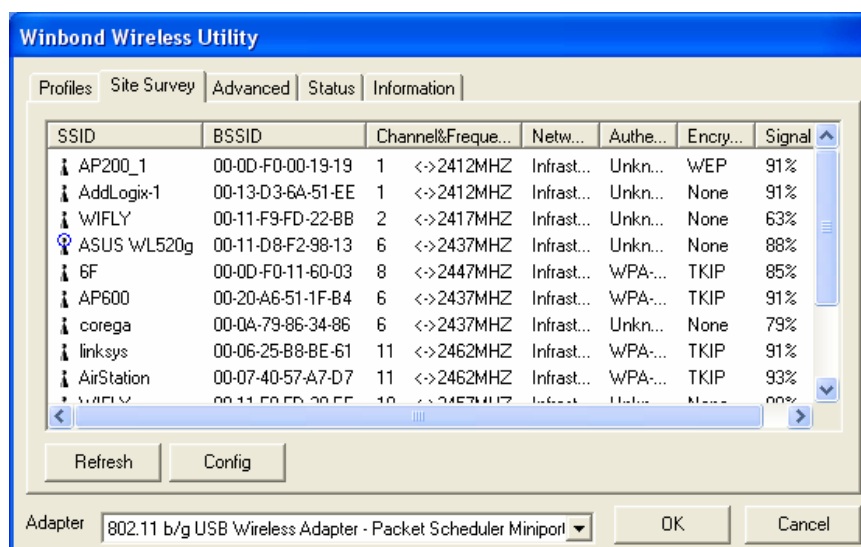 Winbond Wireless Utility
Profiles Site Survey Advanced Status Information
SSID BSSID Channel&Freque... Netw... Authe... Encry... Signal
AP200_1 00-0D-F0-00-19-19 1 <->2412MHZ Infrast... Unkn... WEP 91%
AddLogix-1 00-13-D3-6A-51-EE 1 <->2412MHZ Infrast... Unkn... None 91%
WIFLY 00-11-F9-FD-22-BB 2 <->2417MHZ Infrast... Unkn... None 63%
ASUS WL520g 00-11-D8-F2-98-13 6 <->2437MHZ Infrast... Unkn... None 88%
6F 00-0D-F0-11-60-03 8 <->2447MHZ Infrast... WPA-... TKIP 85%
AP600 00-20-A6-51-1F-B4 6 <->2437MHZ Infrast... WPA-... TKIP 91%
corega 00-0A-79-86-34-86 6 <->2437MHZ Infrast... Unkn... None 79%
linksys 00-06-25-B8-BE-61 11 <->2462MHZ Infrast... WPA-... TKIP 91%
AirStation 00-07-40-57-A7-D7 11 <->2462MHZ Infrast... WPA-... TKIP 93%
Refresh Config
Adapter 802.11 b/g USB Wireless Adapter - Packet Scheduler Miniport OK Cancel